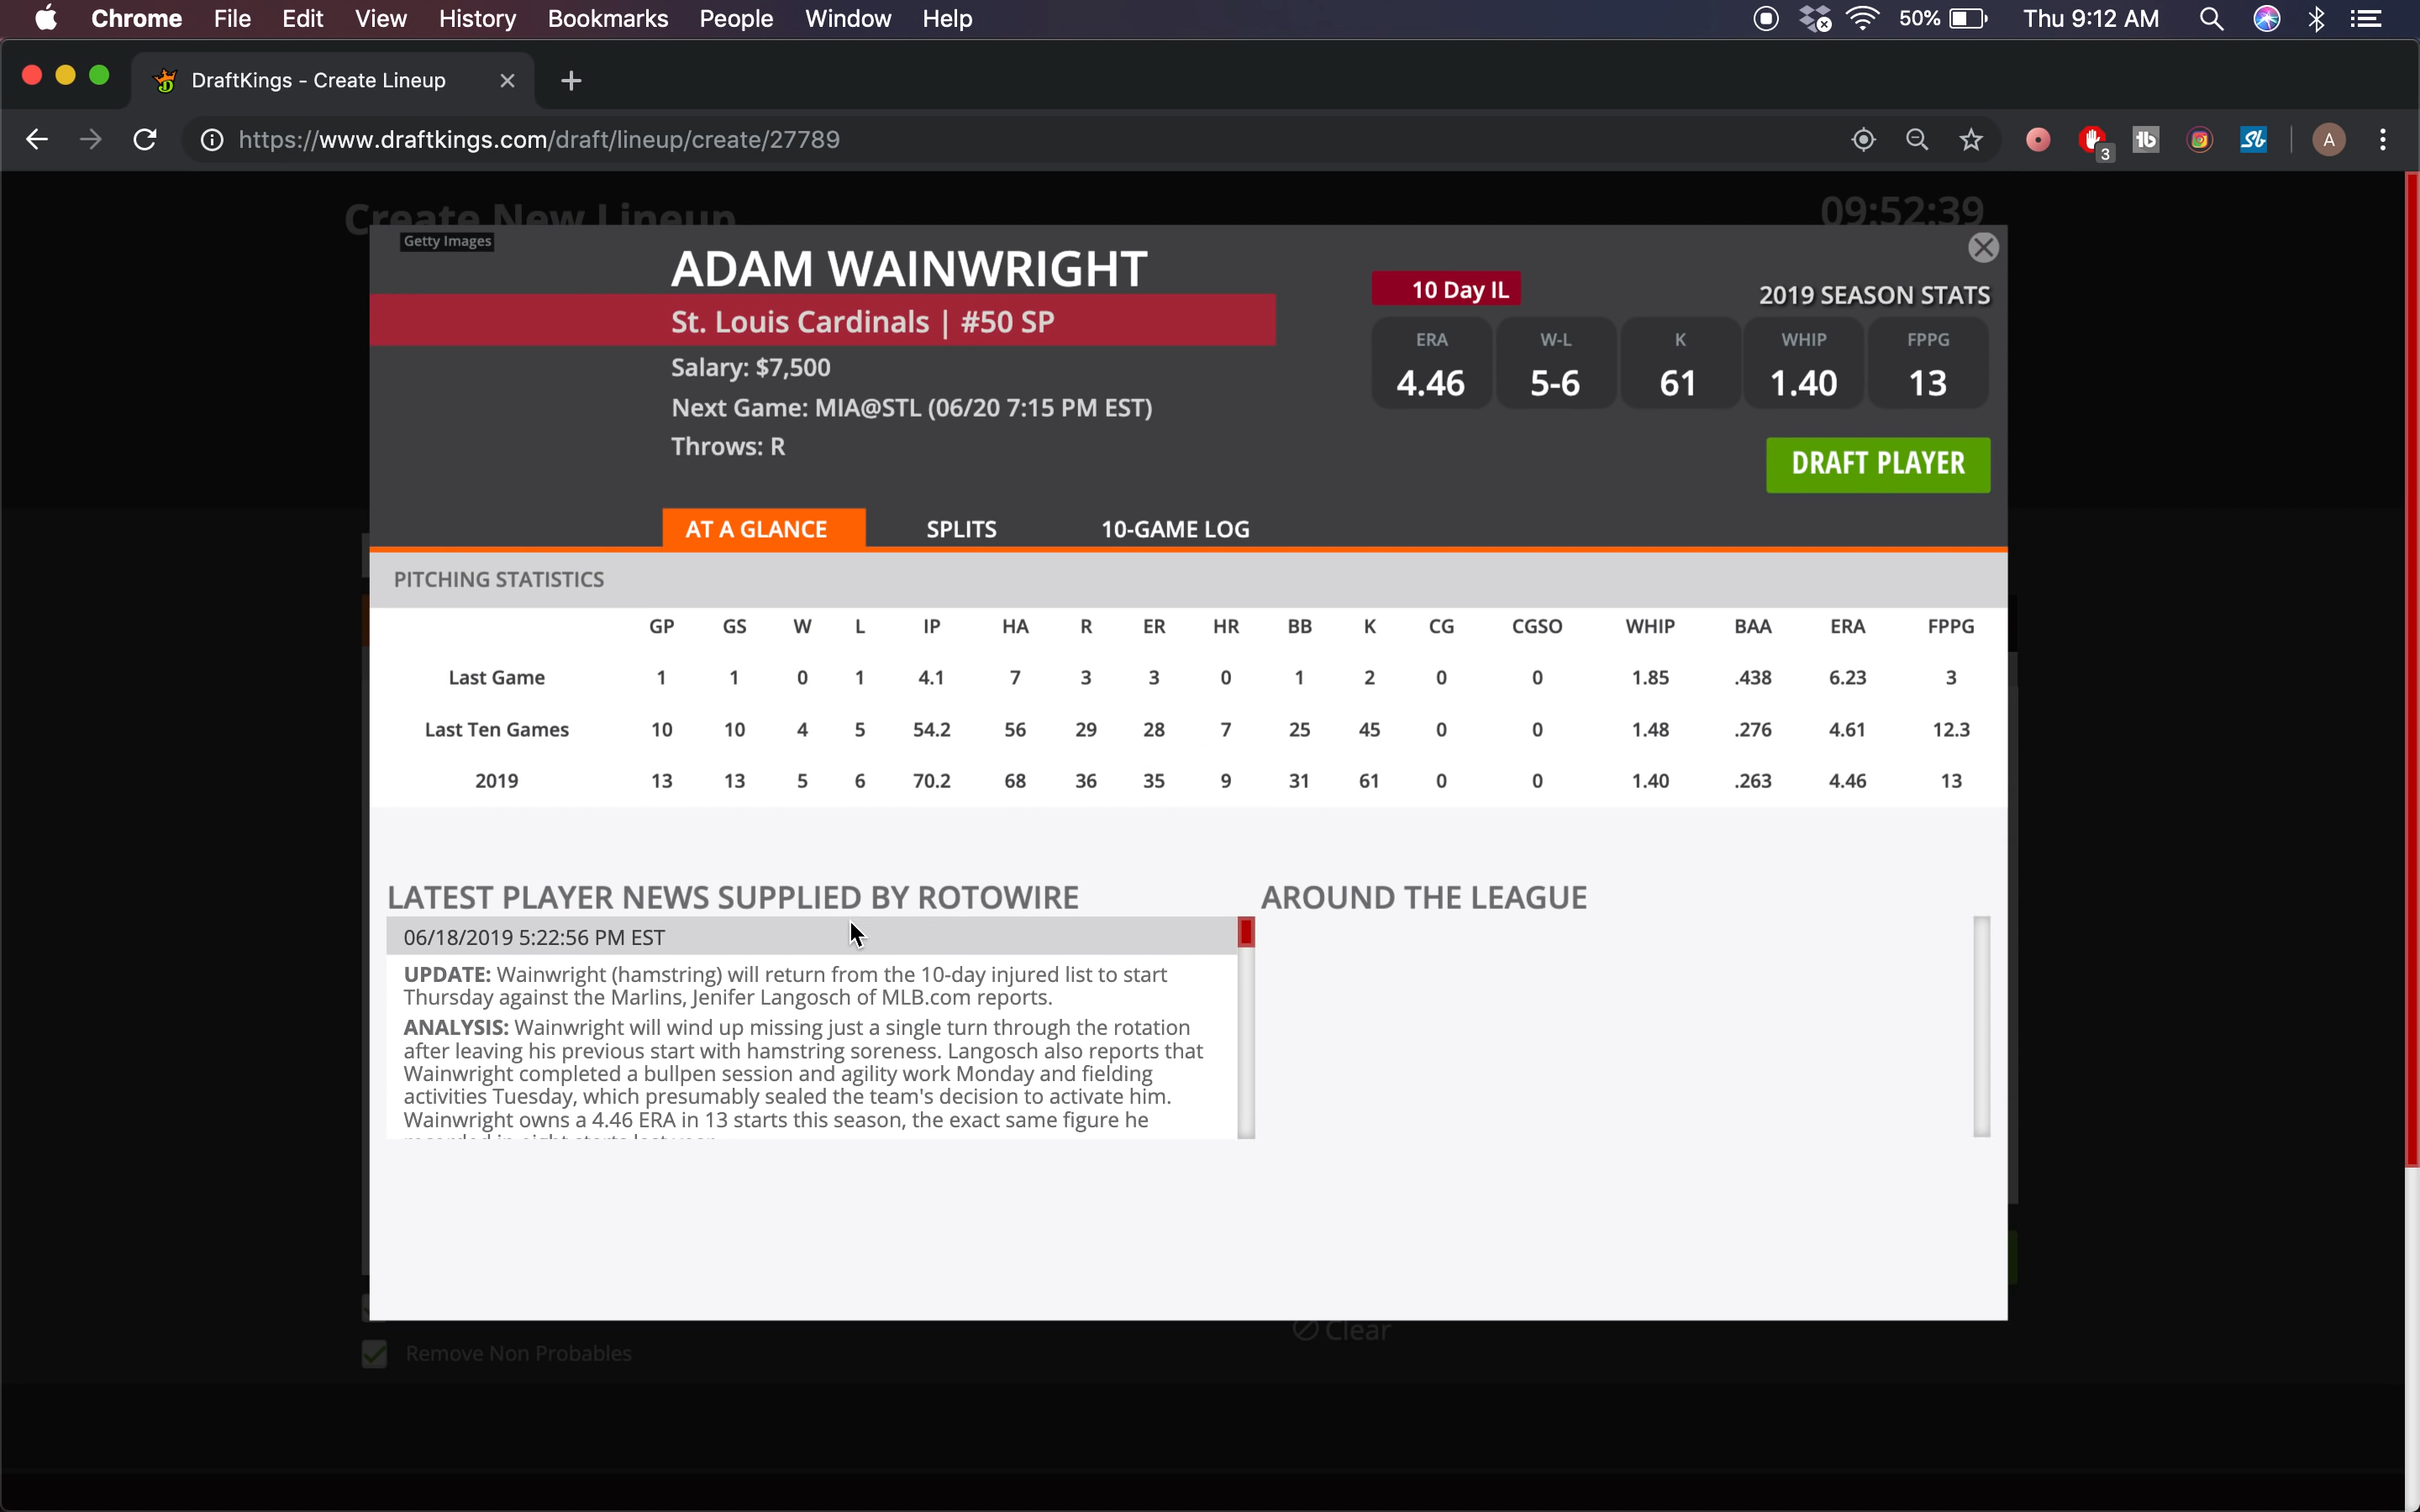 Chrome File Edit View History Bookmarks People Window Help 50% Thu 9:12 AM
DraftKings - Create Lineup
https://www.draftkings.com/draft/lineup/create/27789 3 tb Sb A
Create New Lineup 09:52:39
Getty Images
ADAM WAINWRIGHT
St. Louis Cardinals | #50 SP
Salary: $7,500
Next Game: MIA@STL (06/20 7:15 PM EST)
Throws: R
10 Day IL 2019 SEASON STATS
ERA W-L K WHIP FPPG
4.46 5-6 61 1.40 13
DRAFT PLAYER
AT A GLANCE SPLITS 10-GAME LOG
PITCHING STATISTICS
GP GS W L IP HA R ER HR BB K CG CGSO WHIP BAA ERA FPPG
Last Game 1 1 0 1 4.1 7 3 3 0 1 2 0 0 1.85 .438 6.23 3
Last Ten Games 10 10 4 5 54.2 56 29 28 7 25 45 0 0 1.48 .276 4.61 12.3
2019 13 13 5 6 70.2 68 36 35 9 31 61 0 0 1.40 .263 4.46 13
LATEST PLAYER NEWS SUPPLIED BY ROTOWIRE
06/18/2019 5:22:56 PM EST
UPDATE: Wainwright (hamstring) will return from the 10-day injured list to start
Thursday against the Marlins, Jenifer Langosch of MLB.com reports.
ANALYSIS: Wainwright will wind up missing just a single turn through the rotation
after leaving his previous start with hamstring soreness. Langosch also reports that
Wainwright completed a bullpen session and agility work Monday and fielding
activities Tuesday, which presumably sealed the team's decision to activate him.
Wainwright owns a 4.46 ERA in 13 starts this season, the exact same figure he
AROUND THE LEAGUE
Clear
Remove Non Probables